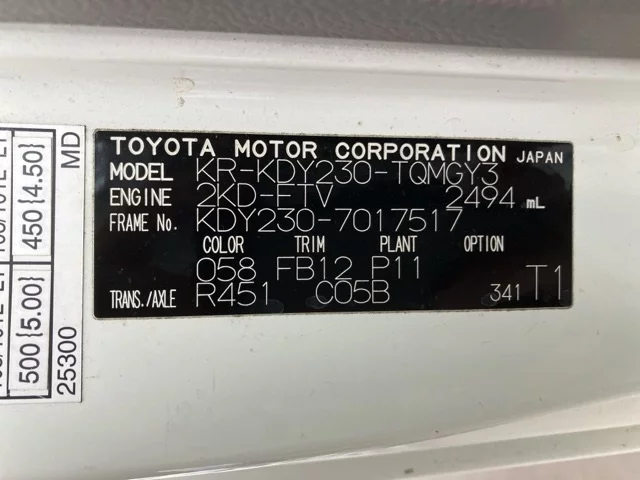 TOYOTA MOTOR CORPORATION JAPAN
MODEL KR-KDY230-TQMGY3
ENGINE 2KD-FTV 2494 mL
FRAME No. KDY230-7017517
COLOR TRIM PLANT OPTION
058 FB12 P11
TRANS./AXLE R451 C05B 341 T1
500 {5.00} 450 {4.50}
25300 MD